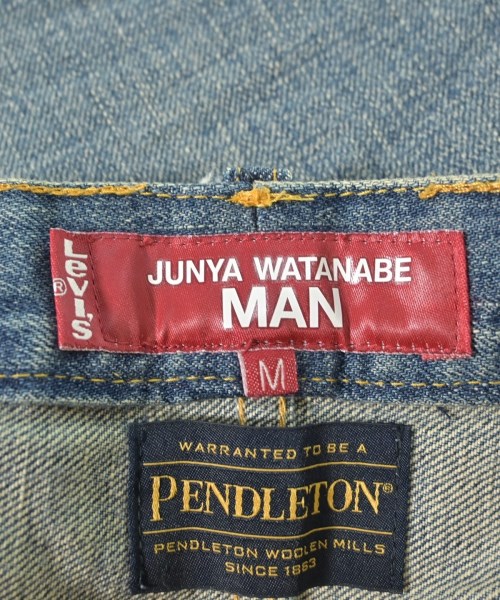 Levi's
®
JUNYA WATANABE
MAN
M
WARRANTED TO BE A
PENDLETON®
PENDLETON WOOLEN MILLS
SINCE 1863